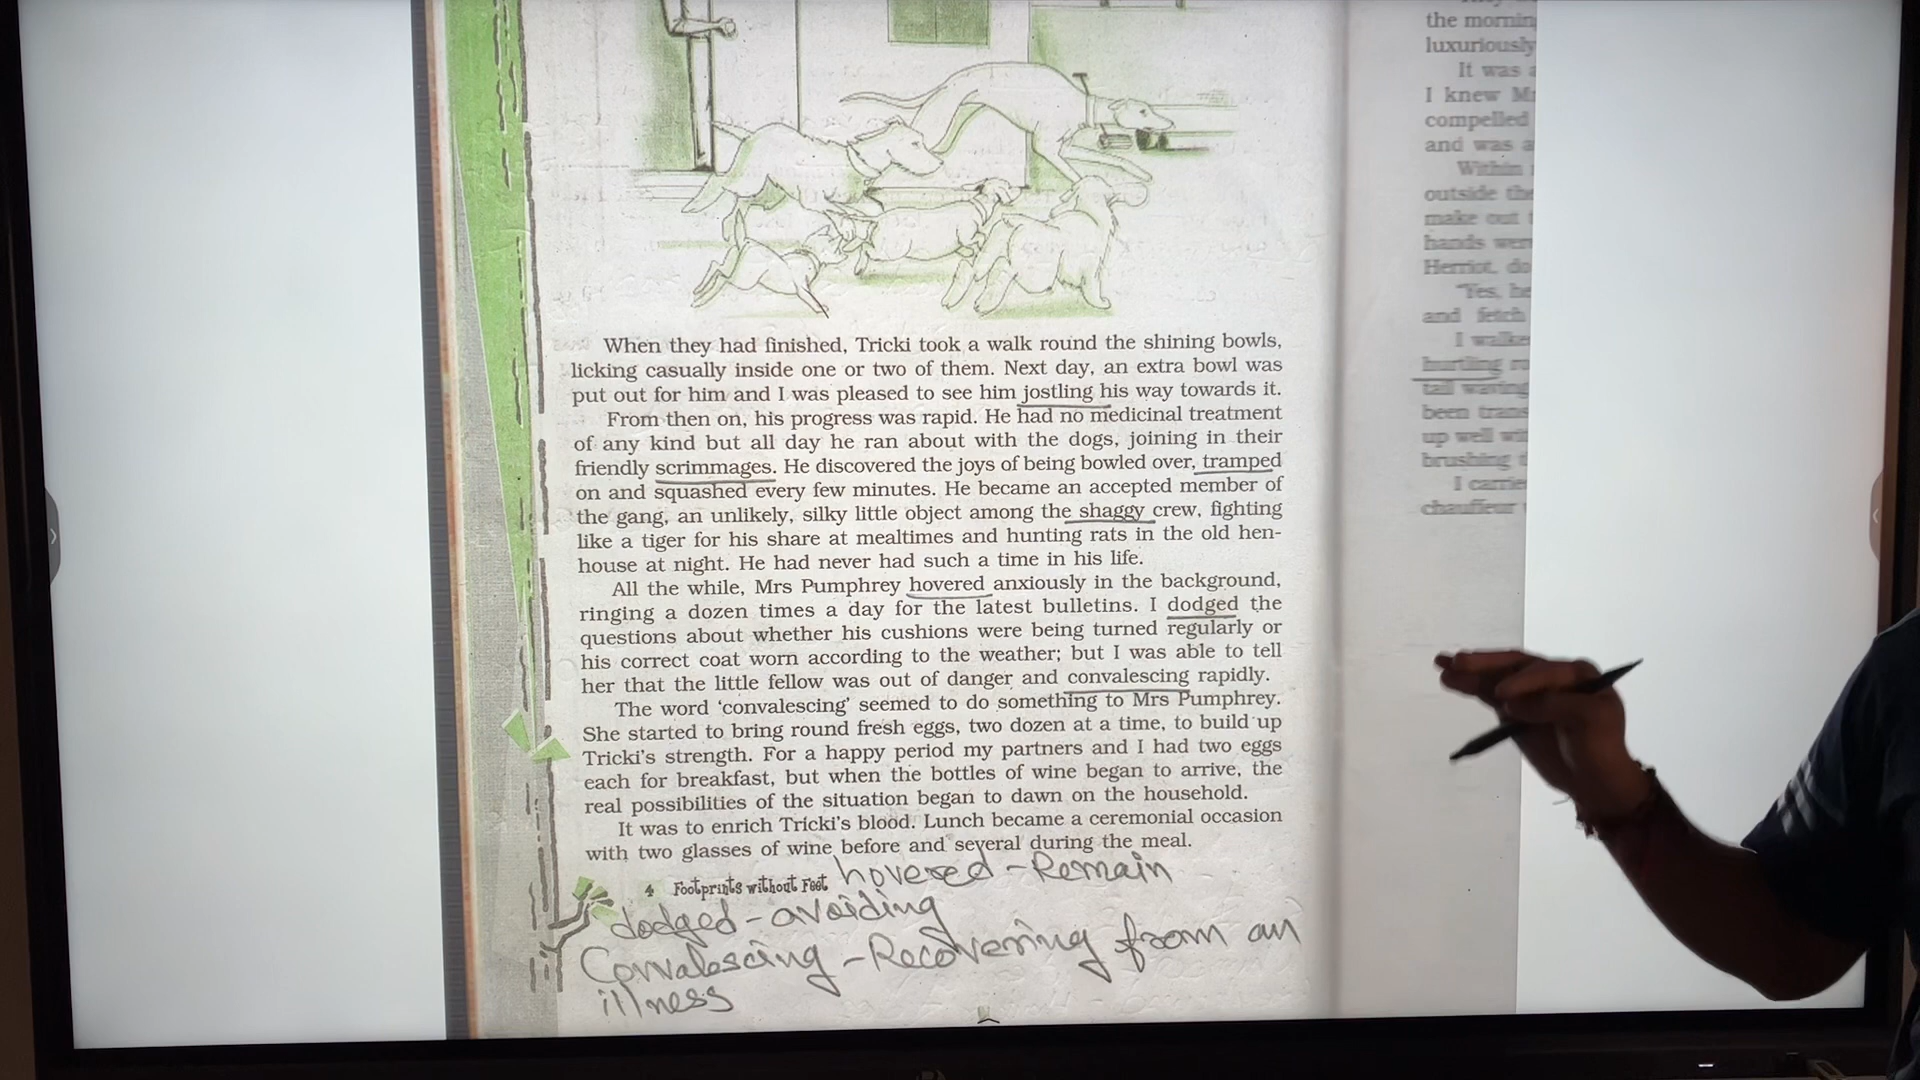 When they had finished, Tricki took a walk round the shining bowls,
licking casually inside one or two of them. Next day, an extra bowl was
put out for him and I was pleased to see him jostling his way towards it.
From then on, his progress was rapid. He had no medicinal treatment
of any kind but all day he ran about with the dogs, joining in their
friendly scrimmages. He discovered the joys of being bowled over, tramped
on and squashed every few minutes. He became an accepted member of
the gang, an unlikely, silky little object among the shaggy crew, fighting
like a tiger for his share at mealtimes and hunting rats in the old hen-
house at night. He had never had such a time in his life.
All the while, Mrs Pumphrey hovered anxiously in the background,
ringing a dozen times a day for the latest bulletins. I dodged the
questions about whether his cushions were being turned regularly or
his correct coat worn according to the weather; but I was able to tell
her that the little fellow was out of danger and convalescing rapidly.
The word ‘convalescing’ seemed to do something to Mrs Pumphrey.
She started to bring round fresh eggs, two dozen at a time, to build up
Tricki’s strength. For a happy period my partners and I had two eggs
each for breakfast, but when the bottles of wine began to arrive, the
real possibilities of the situation began to dawn on the household.
It was to enrich Tricki’s blood. Lunch became a ceremonial occasion
with two glasses of wine before and several during the meal.
4 Footprints without Feet
hovered - Remain
dodged - avoiding
Convalescing - Recovering from an
illness
the mornin
luxuriously
It was a
I knew Mr
compelled
and was a
Within
outside the
make out
hands were
Herriot, do
“Yes, he
and fetch
I walke
hurtling ro
tail waving
been trans
up well wit
brushing t
I carrie
chauffeur